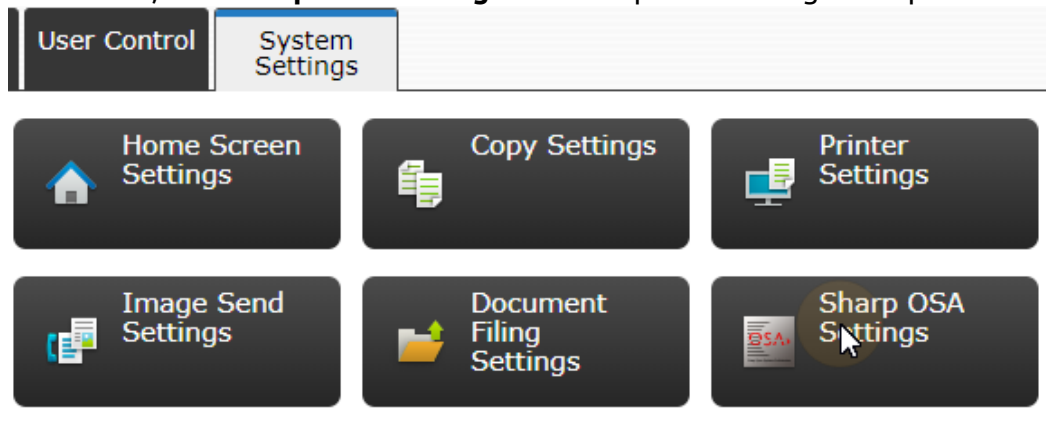 User Control
System
Settings
Home Screen
Settings
Copy Settings
Printer
Settings
Image Send
Settings
Document
Filing
Settings
OSA
Sharp OSA
Settings